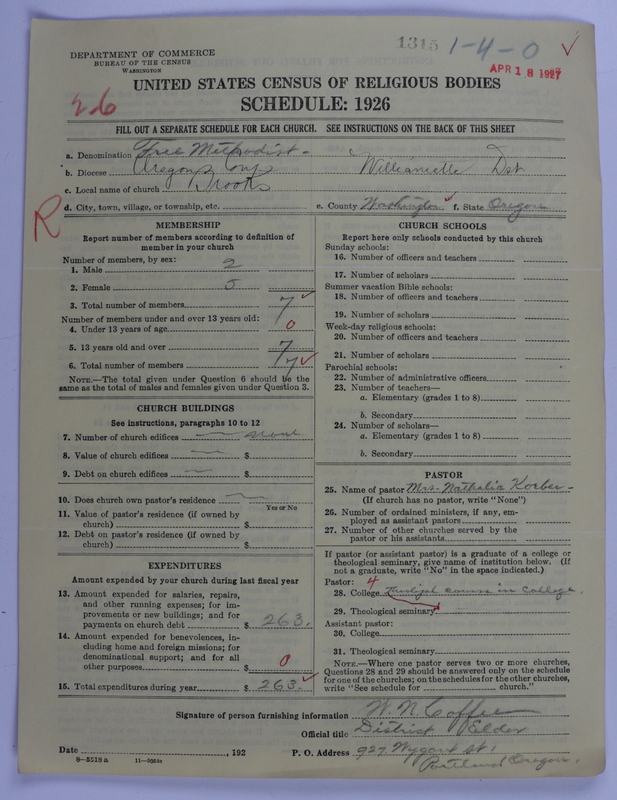 1315 1-4-0 ✓
DEPARTMENT OF COMMERCE
BUREAU OF THE CENSUS
WASHINGTON
APR 18 1927
UNITED STATES CENSUS OF RELIGIOUS BODIES
26
SCHEDULE: 1926
FILL OUT A SEPARATE SCHEDULE FOR EACH CHURCH. SEE INSTRUCTIONS ON THE BACK OF THIS SHEET
a. Denomination Free Methodist
b. Diocese Oregon Conf Dst
c. Local name of church Brooks
d. City, town, village, or township, etc. e. County Washington ✓ f. State Oregon
R
MEMBERSHIP
Report number of members according to definition of
member in your church
Number of members, by sex:
1. Male 2
2. Female 5
3. Total number of members 7 ✓
Number of members under and over 13 years old:
4. Under 13 years of age 0
5. 13 years old and over 7
6. Total number of members 7 ✓
NOTE.—The total given under Question 6 should be the
same as the total of males and females given under Question 3.
CHURCH BUILDINGS
See instructions, paragraphs 10 to 12
7. Number of church edifices none
8. Value of church edifices $
9. Debt on church edifices $
10. Does church own pastor's residence
Yes or No
11. Value of pastor's residence (if owned by
church) $
12. Debt on pastor's residence (if owned by
church) $
EXPENDITURES
Amount expended by your church during last fiscal year
13. Amount expended for salaries, repairs,
and other running expenses; for im-
provements or new buildings; and for
payments on church debt $ 263.
14. Amount expended for benevolences, in-
cluding home and foreign missions; for
denominational support; and for all
other purposes $ 0
15. Total expenditures during year $ 263. ✓
CHURCH SCHOOLS
Report here only schools conducted by this church
Sunday schools:
16. Number of officers and teachers
17. Number of scholars
Summer vacation Bible schools:
18. Number of officers and teachers
19. Number of scholars
Week-day religious schools:
20. Number of officers and teachers
21. Number of scholars
Parochial schools:
22. Number of administrative officers
23. Number of teachers—
a. Elementary (grades 1 to 8)
b. Secondary
24. Number of scholars—
a. Elementary (grades 1 to 8)
b. Secondary
PASTOR
25. Name of pastor Mrs. Nathalia Koeber
(If church has no pastor, write "None")
26. Number of ordained ministers, if any, em-
ployed as assistant pastors
27. Number of other churches served by the
pastor or his assistants
If pastor (or assistant pastor) is a graduate of a college or
theological seminary, give name of institution below. (If
not a graduate, write "No" in the space indicated.)
Pastor: 4
28. College course in College.
29. Theological seminary
Assistant pastor:
30. College
31. Theological seminary
NOTE.—Where one pastor serves two or more churches,
Questions 28 and 29 should be answered only on the schedule
for one of the churches; on the schedules for the other churches,
write "See schedule for church."
Signature of person furnishing information W. N. Coffee
Official title District Elder
Date , 192 P. O. Address 927 Wygant St.
Portland Oregon.
8-5518 a